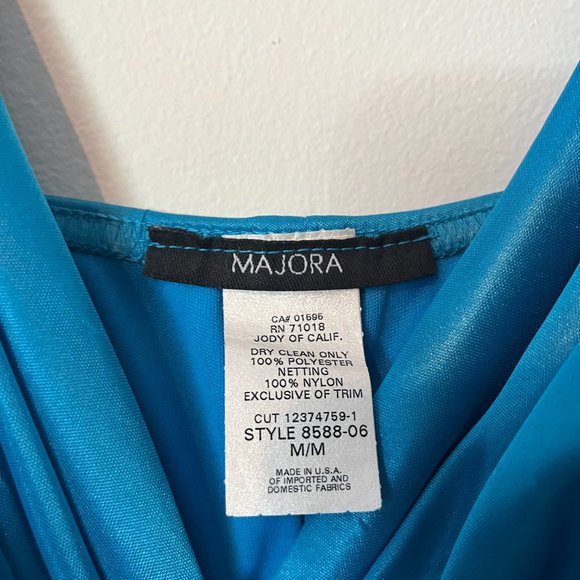 MAJORA
CA# 01696
RN 71018
JODY OF CALIF.
DRY CLEAN ONLY
100% POLYESTER
NETTING
100% NYLON
EXCLUSIVE OF TRIM
CUT 12374759-1
STYLE 8588-06
M/M
MADE IN U.S.A.
OF IMPORTED AND
DOMESTIC FABRICS